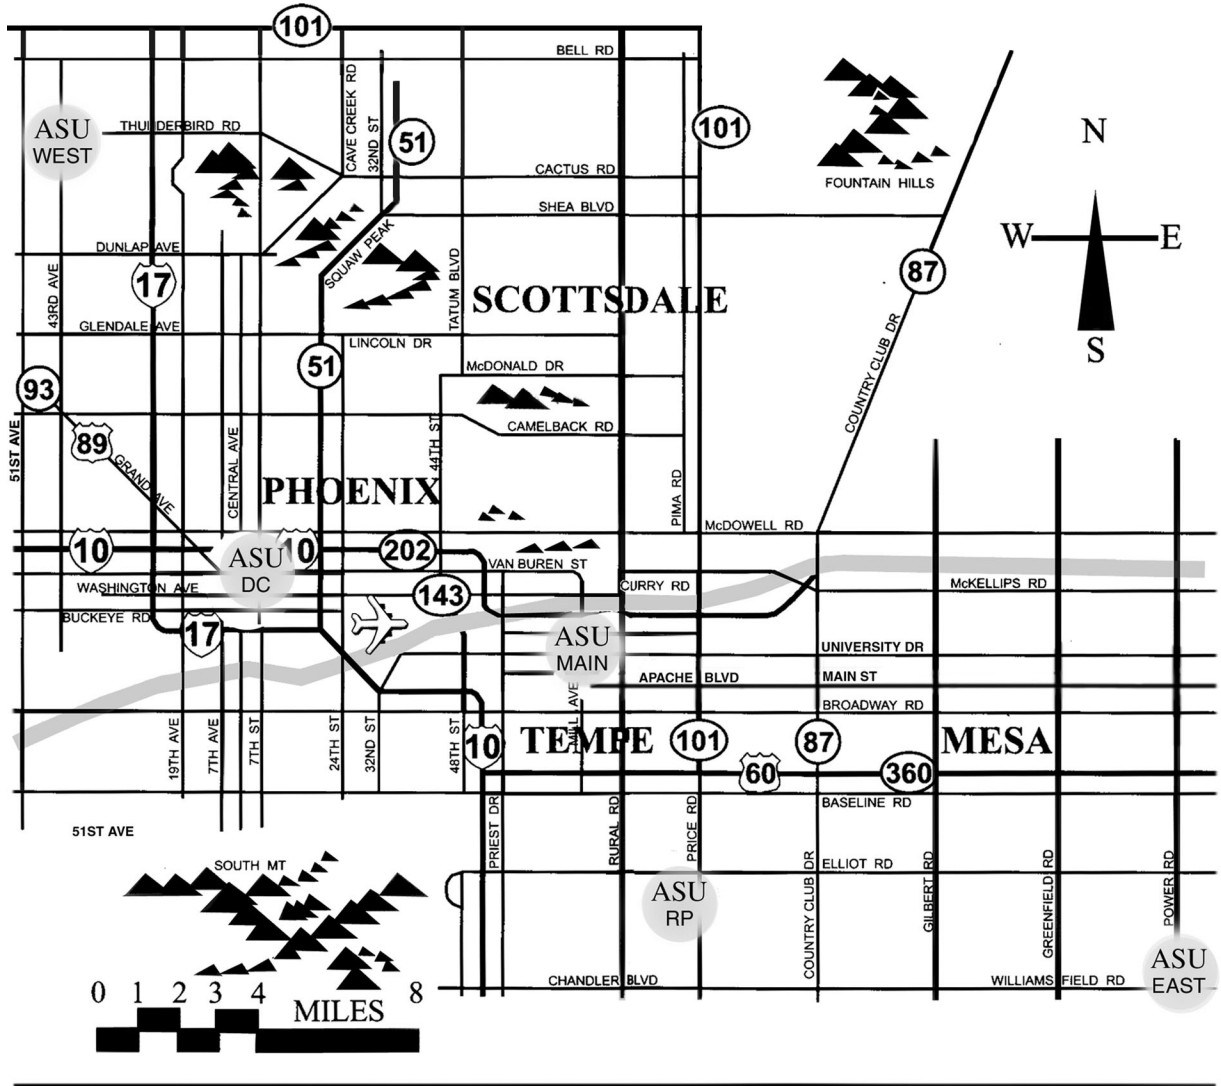 101
BELL RD
CAVE CREEK RD
32ND ST
51
101
ASU
WEST
THUNDERBIRD RD
N
CACTUS RD
FOUNTAIN HILLS
SHEA BLVD
W
E
SQUAW PEAK
DUNLAP AVE
43RD AVE
17
TATUM BLVD
87
SCOTTSDALE
GLENDALE AVE
LINCOLN DR
S
51
McDONALD DR
COUNTRY CLUB DR
93
CAMELBACK RD
51ST AVE
89
GRAND AVE
CENTRAL AVE
44TH ST
PHOENIX
PIMA RD
McDOWELL RD
10
ASU
DC
10
202
VAN BUREN ST
WASHINGTON AVE
143
CURRY RD
McKELLIPS RD
BUCKEYE RD
17
ASU
MAIN
UNIVERSITY DR
APACHE BLVD
MAIN ST
BROADWAY RD
19TH AVE
7TH AVE
7TH ST
24TH ST
32ND ST
48TH ST
10
TEMPE
MILL AVE
101
87
MESA
60
360
BASELINE RD
51ST AVE
PRIEST DR
RURAL RD
PRICE RD
SOUTH MT
ELLIOT RD
COUNTRY CLUB DR
GILBERT RD
GREENFIELD RD
POWER RD
ASU
RP
ASU
EAST
CHANDLER BLVD
WILLIAMS FIELD RD
0 1 2 3 4 8
MILES